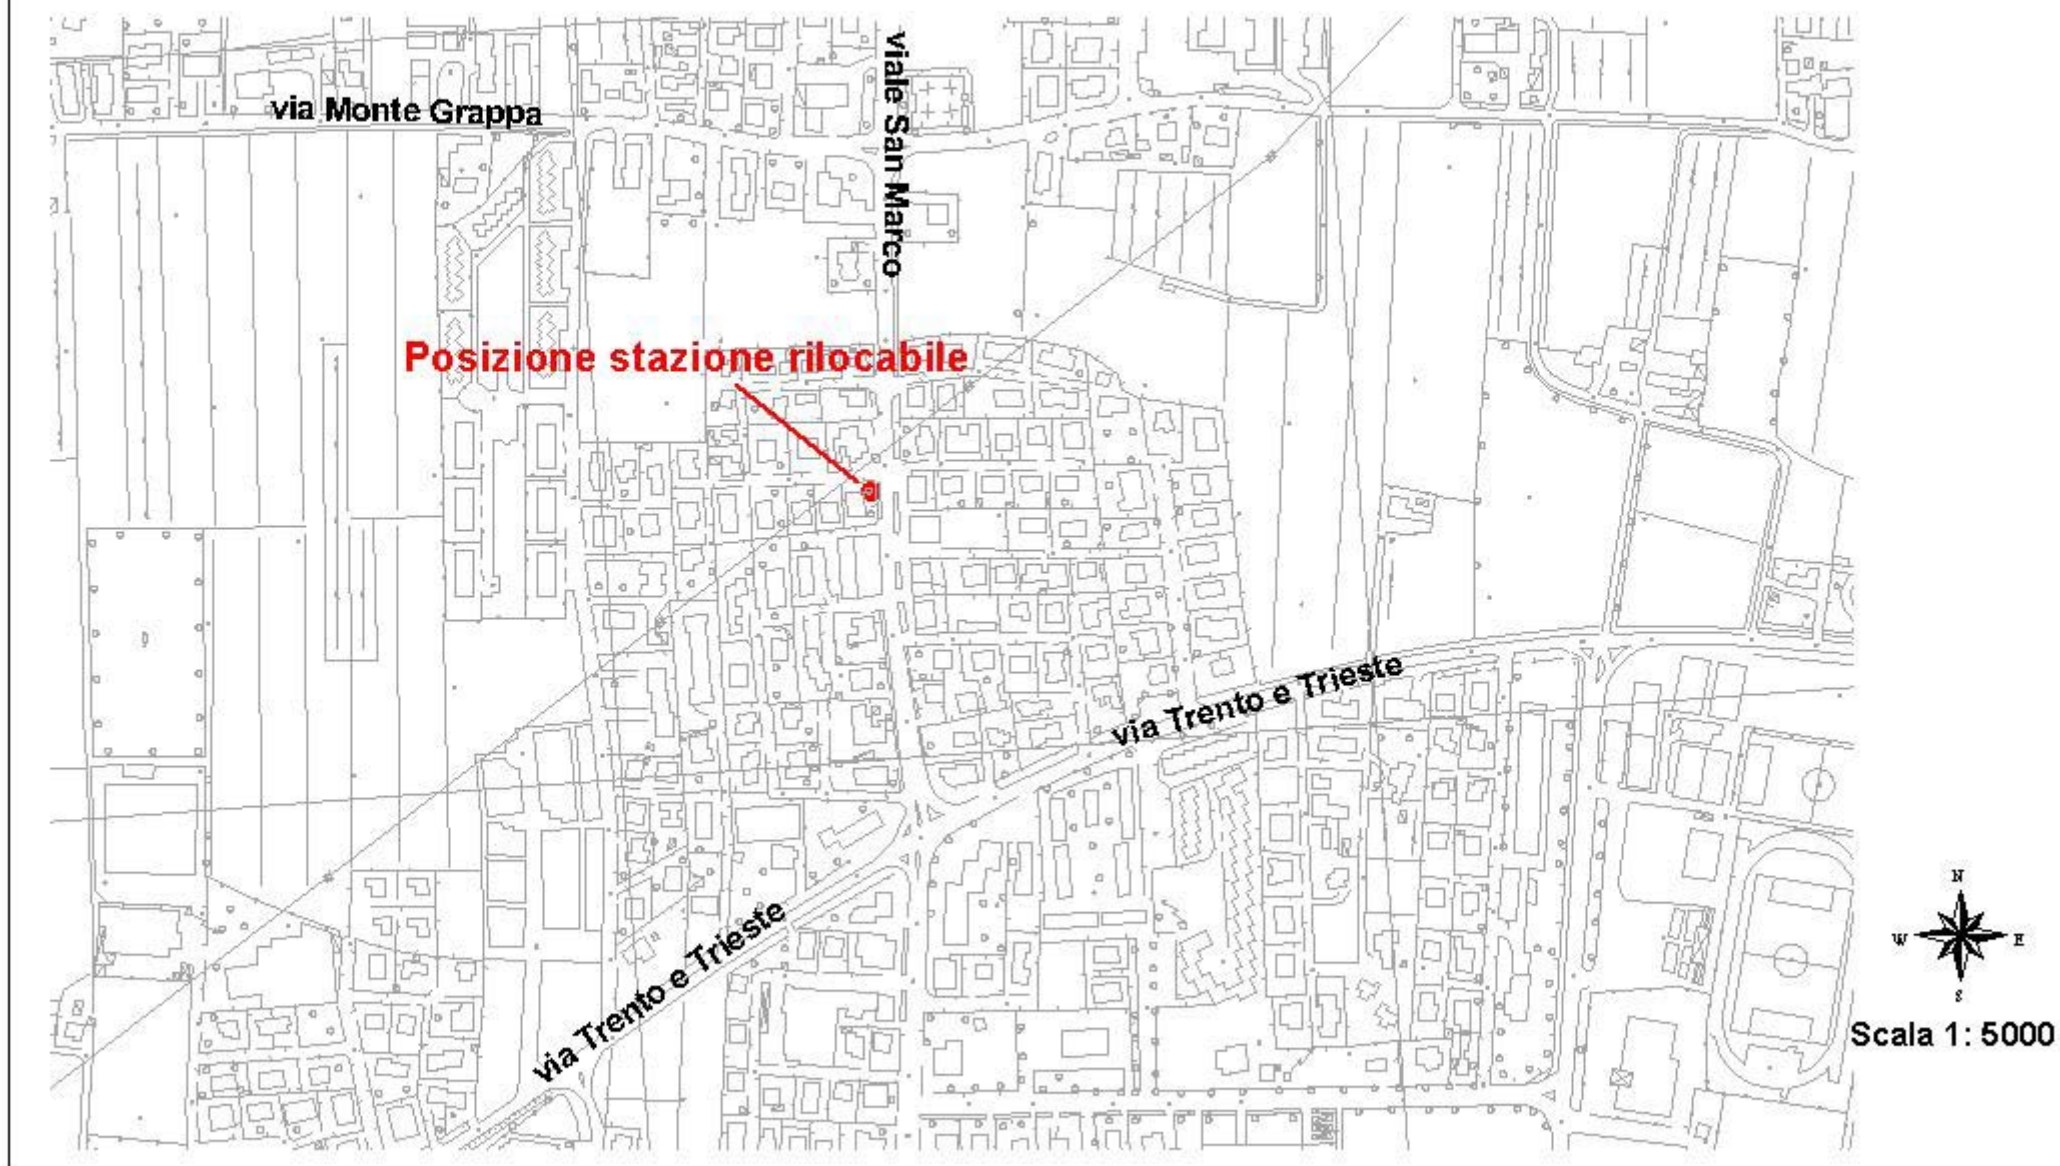 viale San Marco
via Monte Grappa
Posizione stazione rilocabile
via Trento e Trieste
via Trento e Trieste
N
W E
S
Scala 1: 5000